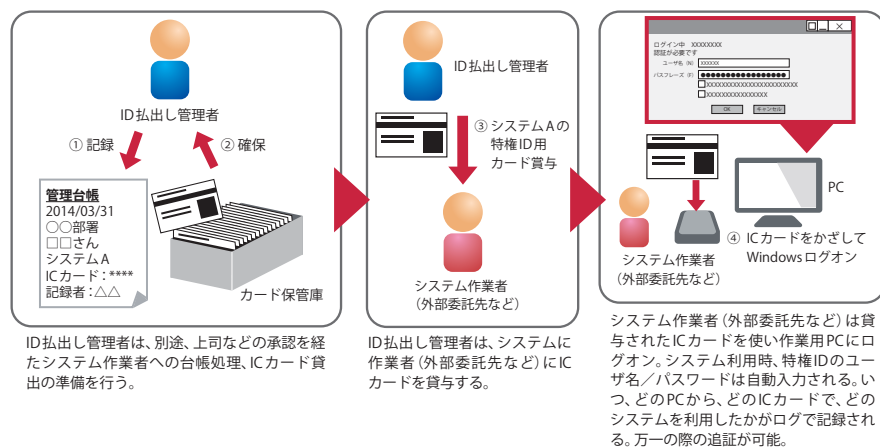 ID払出し管理者
① 記録
② 確保
管理台帳
2014/03/31
○○部署
□□さん
システムA
ICカード：****
記録者：△△
カード保管庫
ID払出し管理者は、別途、上司などの承認を経
たシステム作業者への台帳処理、ICカード貸
出の準備を行う。
ID払出し管理者
③ システムAの
特権ID用
カード賞与
システム作業者
（外部委託先など）
ID払出し管理者は、システムに
作業者（外部委託先など）にIC
カードを貸与する。
ログイン中 XXXXXXXX
認証が必要です
ユーザ名 (N) XXXXXX
パスフレーズ (P) ●●●●●●●●●●●●●●●●●
□XXXXXXXXXXXXXXXXXXXXXXXX
□XXXXXXXXXXXXXXXX
OK キャンセル
PC
システム作業者
（外部委託先など）
④ ICカードをかざして
Windowsログオン
システム作業者（外部委託先など）は貸
与されたICカードを使い作業用PCにロ
グオン。システム利用時、特権IDのユー
ザ名／パスワードは自動入力される。い
つ、どのPCから、どのICカードで、どの
システムを利用したかがログで記録され
る。万一の際の追証が可能。